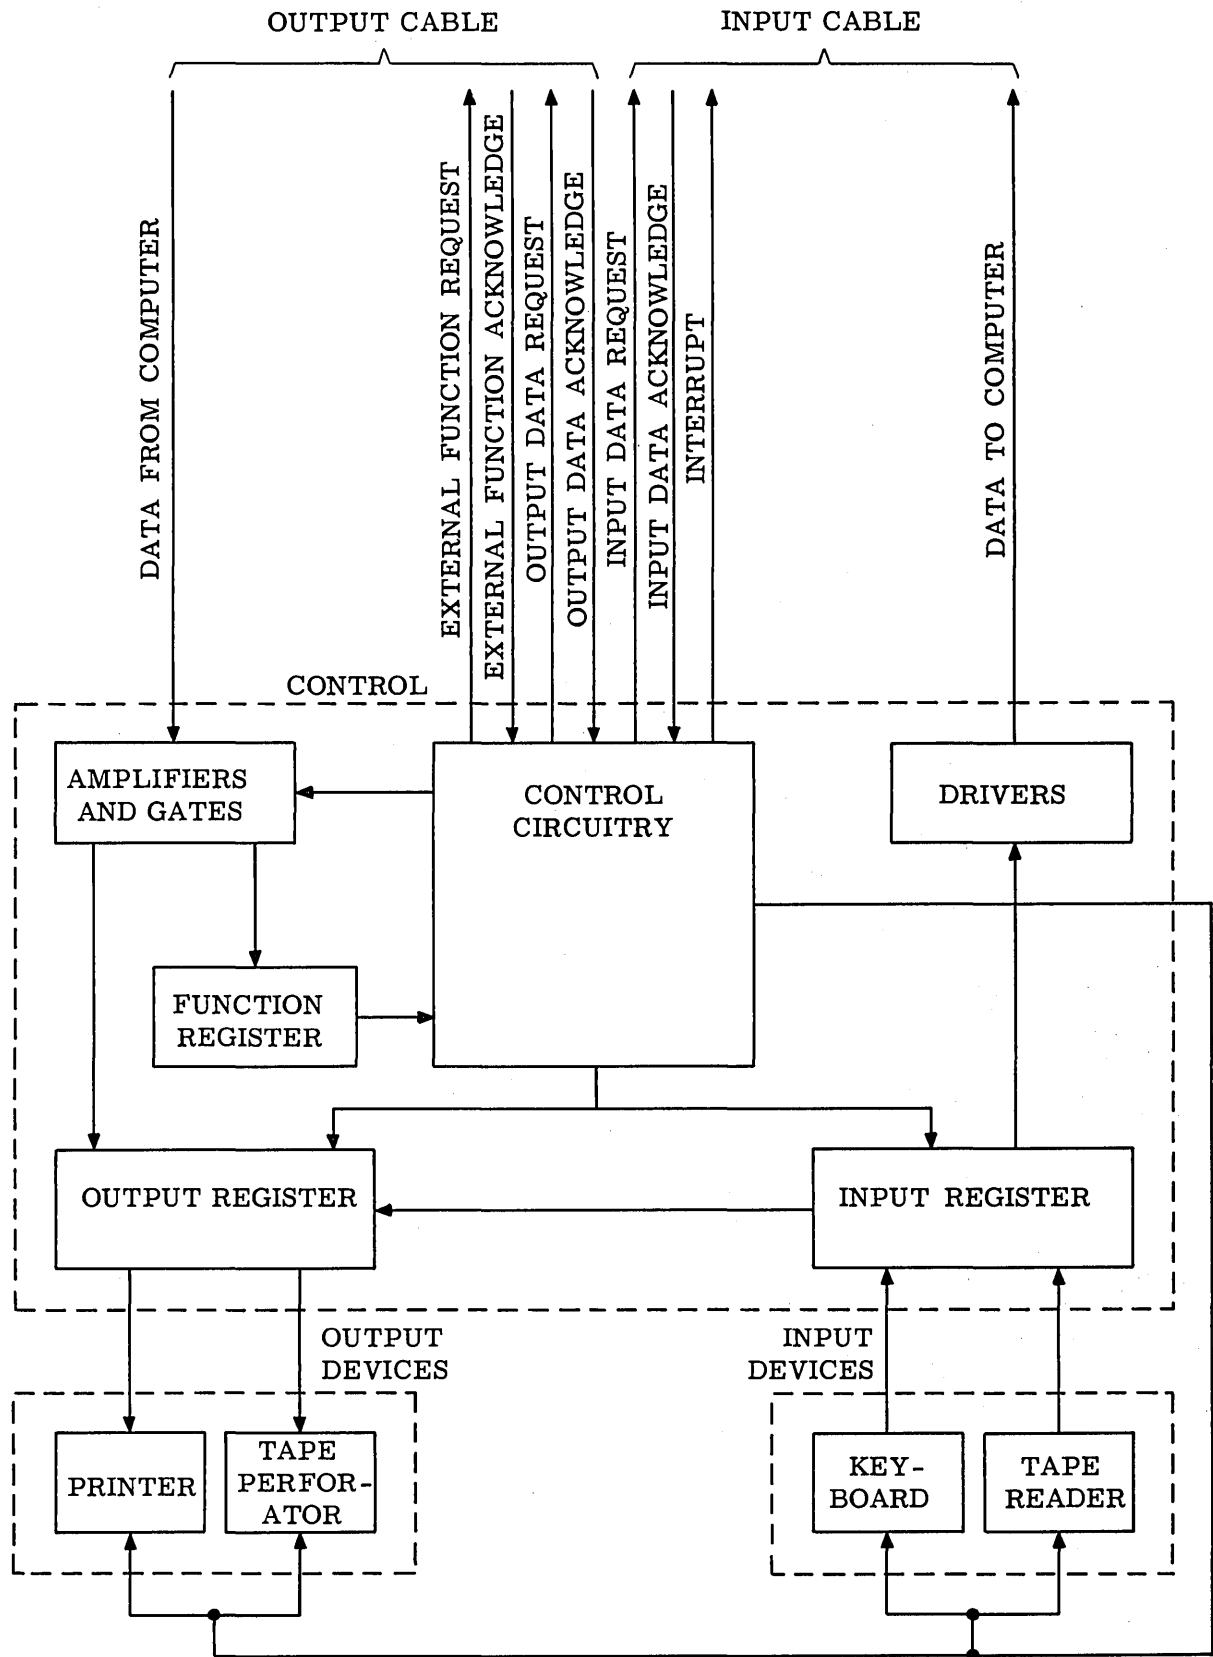 OUTPUT CABLE
INPUT CABLE
DATA FROM COMPUTER
EXTERNAL FUNCTION REQUEST
EXTERNAL FUNCTION ACKNOWLEDGE
OUTPUT DATA REQUEST
OUTPUT DATA ACKNOWLEDGE
INPUT DATA REQUEST
INPUT DATA ACKNOWLEDGE
INTERRUPT
DATA TO COMPUTER
CONTROL
AMPLIFIERS
AND GATES
CONTROL
CIRCUITRY
DRIVERS
FUNCTION
REGISTER
OUTPUT REGISTER
INPUT REGISTER
OUTPUT
DEVICES
INPUT
DEVICES
PRINTER
TAPE
PERFOR-
ATOR
KEY-
BOARD
TAPE
READER